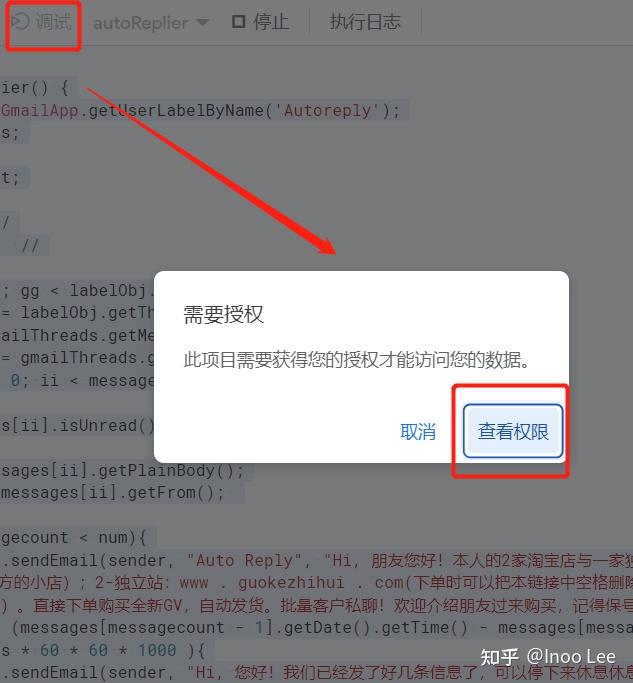 调试 autoReplier 停止 执行日志
ier() {
GmailApp.getUserLabelByName('Autoreply');
s;
t;
/
//
; gg < labelObj.
= labelObj.getTh
ailThreads.getMe
= gmailThreads.g
0; ii < message
s[ii].isUnread()
ssages[ii].getPlainBody();
messages[ii].getFrom();
需要授权
此项目需要获得您的授权才能访问您的数据。
取消 查看权限
gecount < num){
.sendEmail(sender, "Auto Reply", "Hi, 朋友您好！本人的2家淘宝店与一家独
方的小店)；2-独立站：www . guokezhihui . com(下单时可以把本链接中空格删除
) 。直接下单购买全新GV，自动发货。批量客户私聊！欢迎介绍朋友过来购买，记得保号
(messages[messagecount - 1].getDate().getTime() - messages[messa
s * 60 * 60 * 1000 ){
.sendEmail(sender, "Hi, 您好！我们已经发了好几条信息了，可以停下来休息休息
知乎 @Inoo Lee